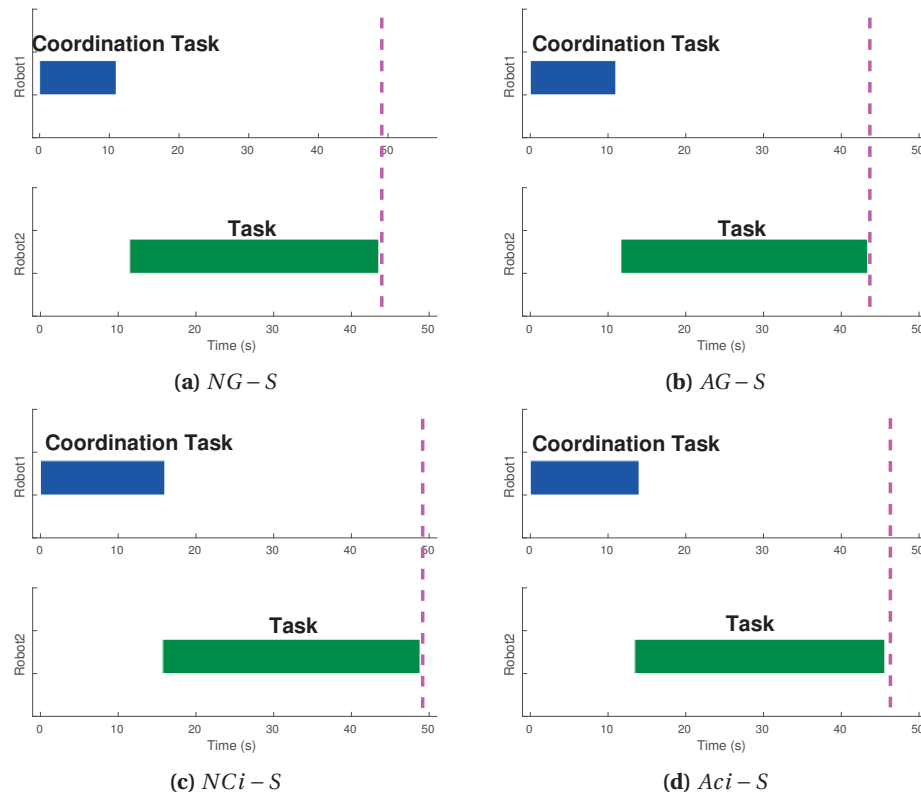 Coordination Task
Robot1
0 10 20 30 40 50
Task
Robot2
0 10 20 30 40 50
Time (s)
(a) NG – S
Coordination Task
Robot1
0 10 20 30 40 50
Task
Robot2
0 10 20 30 40 50
Time (s)
(b) AG – S
Coordination Task
Robot1
0 10 20 30 40 50
Task
Robot2
0 10 20 30 40 50
Time (s)
(c) NCi – S
Coordination Task
Robot1
0 10 20 30 40 50
Task
Robot2
0 10 20 30 40 50
Time (s)
(d) Aci – S